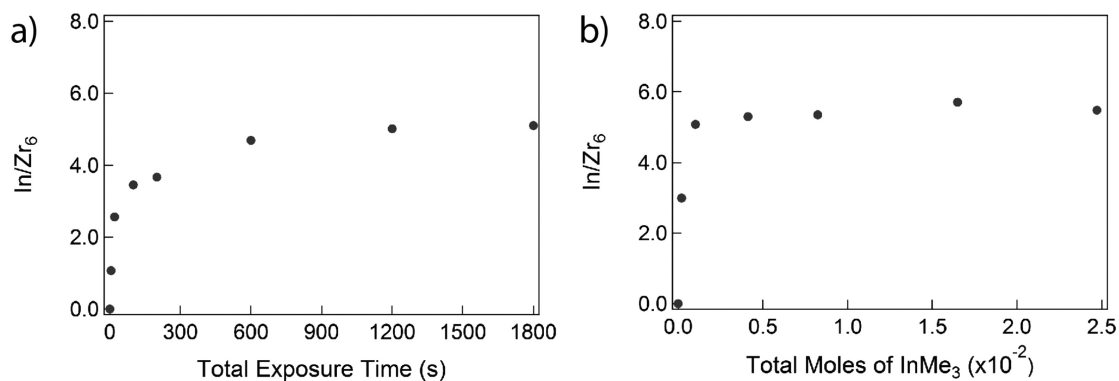 a)
8.0
6.0
4.0
2.0
0.0
In/Zr6
0 300 600 900 1200 1500 1800
Total Exposure Time (s)
b)
8.0
6.0
4.0
2.0
0.0
In/Zr6
0.0 0.5 1.0 1.5 2.0 2.5
Total Moles of InMe3 (x10-2)